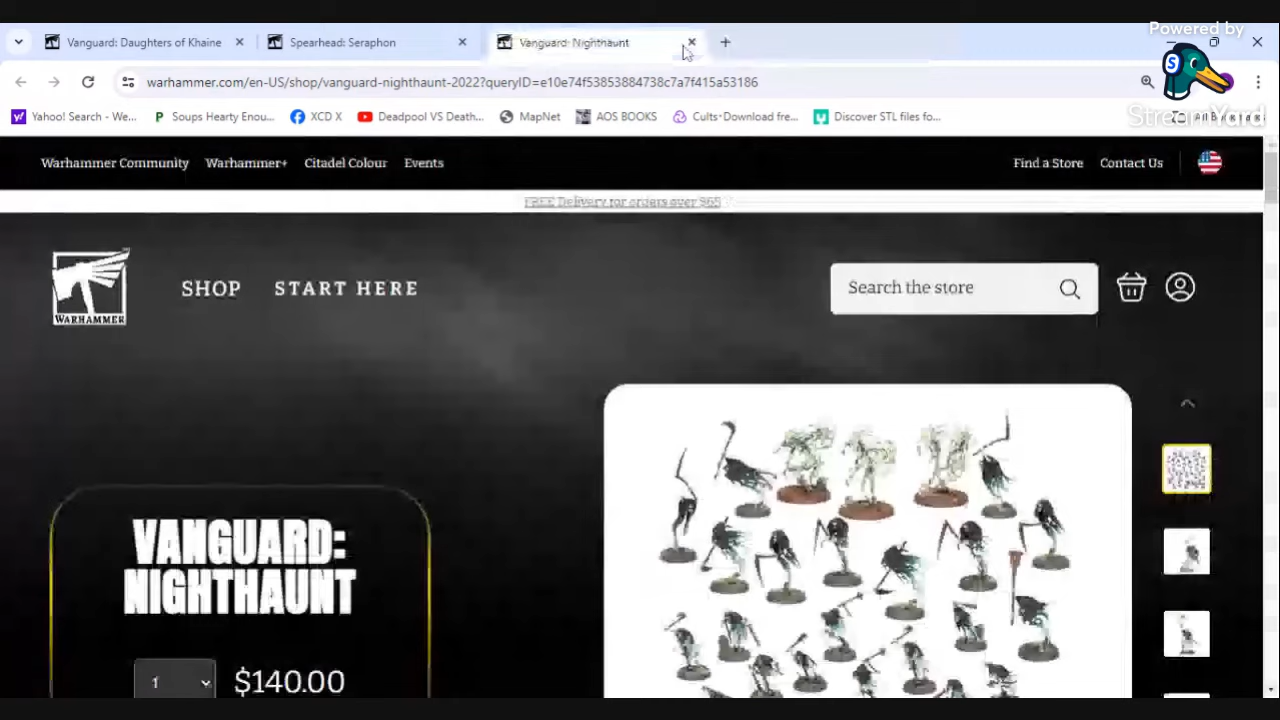 Powered by
StreamYard
Vanguard: Daughters of Khaine
Spearhead: Seraphon
Vanguard: Nighthaunt
warhammer.com/en-US/shop/vanguard-nighthaunt-2022?queryID=e10e74f53853884738c7a7f415a53186
Yahoo! Search - We...
Soups Hearty Enou...
XCD X
Deadpool VS Death...
MapNet
AOS BOOKS
Cults・Download fre...
Discover STL files fo...
Warhammer Community
Warhammer+
Citadel Colour
Events
Find a Store
Contact Us
FREE Delivery for orders over $65
WARHAMMER
SHOP
START HERE
Search the store
VANGUARD:
NIGHTHAUNT
1
$140.00